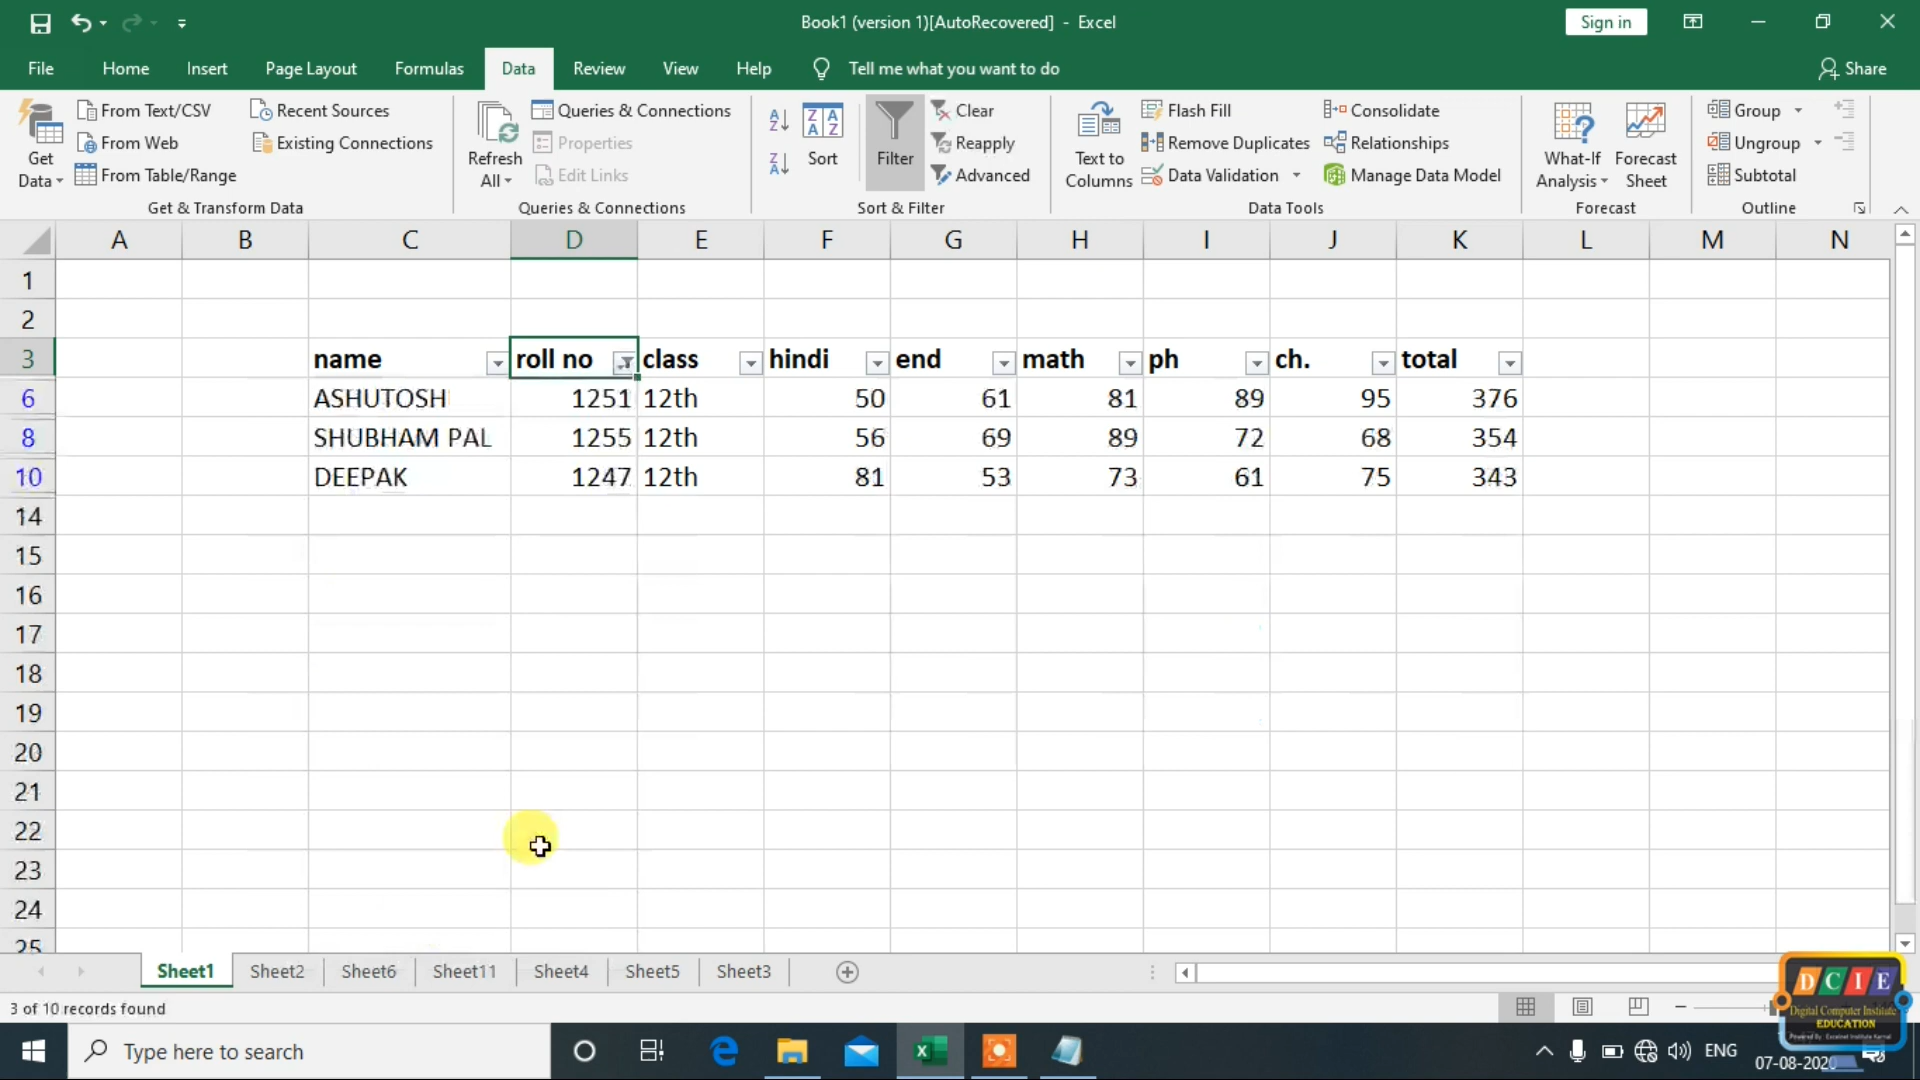 Book1 (version 1)[AutoRecovered] - Excel
Sign in
File Home Insert Page Layout Formulas Data Review View Help Tell me what you want to do Share
Get Data
From Text/CSV
From Web
From Table/Range
Recent Sources
Existing Connections
Get & Transform Data
Refresh All
Queries & Connections
Properties
Edit Links
Queries & Connections
Sort
Filter
Clear
Reapply
Advanced
Sort & Filter
Text to Columns
Flash Fill
Remove Duplicates
Data Validation
Consolidate
Relationships
Manage Data Model
Data Tools
What-If Analysis
Forecast Sheet
Forecast
Group
Ungroup
Subtotal
Outline
A B C D E F G H I J K L M N
1
2
3 name roll no class hindi end math ph ch. total
6 ASHUTOSH 1251 12th 50 61 81 89 95 376
8 SHUBHAM PAL 1255 12th 56 69 89 72 68 354
10 DEEPAK 1247 12th 81 53 73 61 75 343
14
15
16
17
18
19
20
21
22
23
24
25
Sheet1 Sheet2 Sheet6 Sheet11 Sheet4 Sheet5 Sheet3
3 of 10 records found
DCIE
Digital Computer Institute
EDUCATION
Type here to search
ENG
07-08-2020